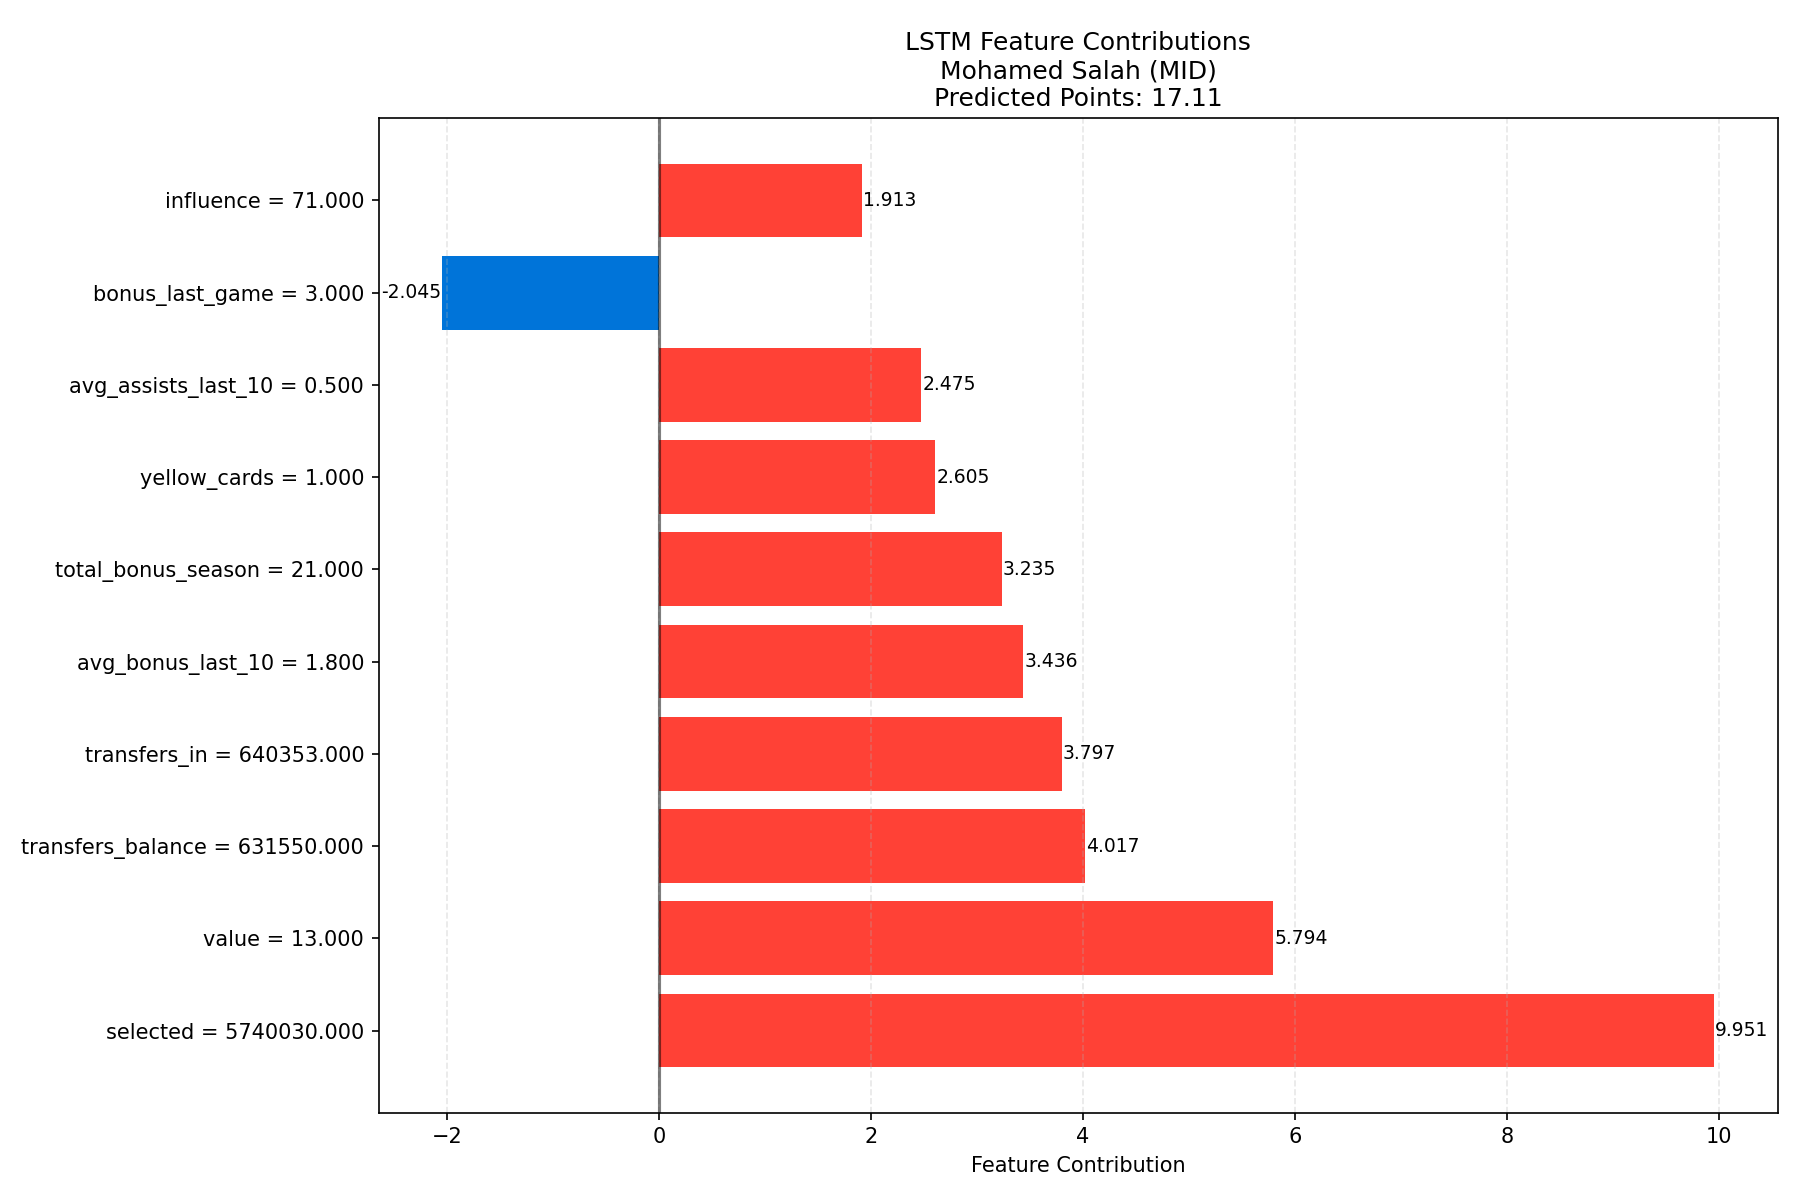 LSTM Feature Contributions
Mohamed Salah (MID)
Predicted Points: 17.11
influence = 71.000
1.913
bonus_last_game = 3.000
-2.045
avg_assists_last_10 = 0.500
2.475
yellow_cards = 1.000
2.605
total_bonus_season = 21.000
3.235
avg_bonus_last_10 = 1.800
3.436
transfers_in = 640353.000
3.797
transfers_balance = 631550.000
4.017
value = 13.000
5.794
selected = 5740030.000
9.951
−2 0 2 4 6 8 10
Feature Contribution